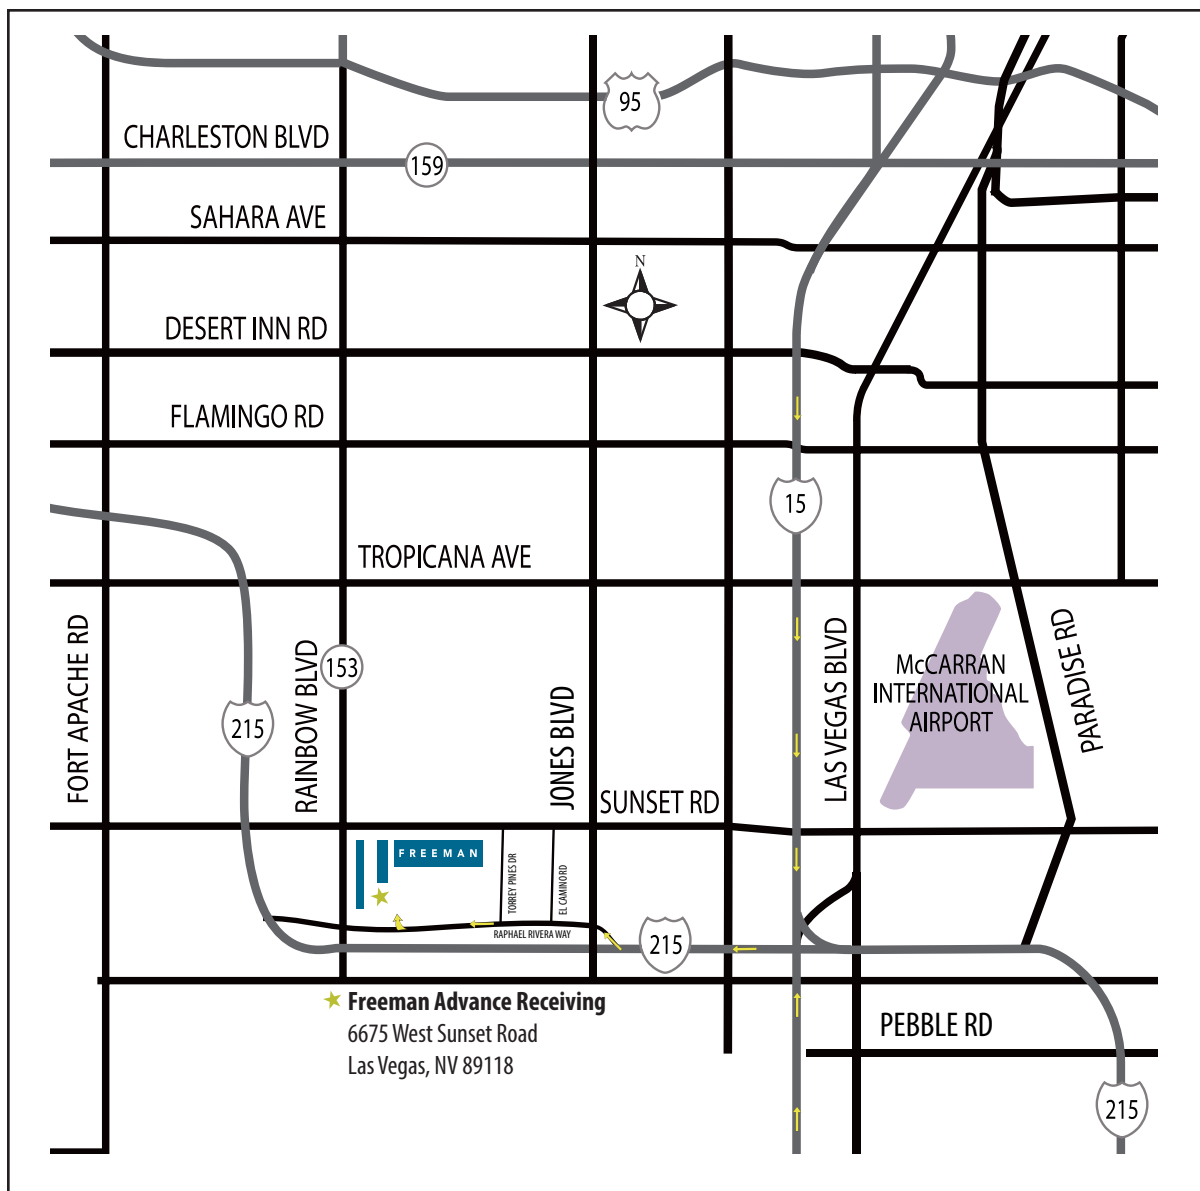 95
CHARLESTON BLVD
159
SAHARA AVE
N
DESERT INN RD
FLAMINGO RD
15
TROPICANA AVE
FORT APACHE RD
215
RAINBOW BLVD
153
JONES BLVD
SUNSET RD
LAS VEGAS BLVD
McCARRAN
INTERNATIONAL
AIRPORT
PARADISE RD
FREEMAN
TORREY PINES DR
EL CAMINO RD
RAPHAEL RIVERA WAY
215
Freeman Advance Receiving
6675 West Sunset Road
Las Vegas, NV 89118
PEBBLE RD
215